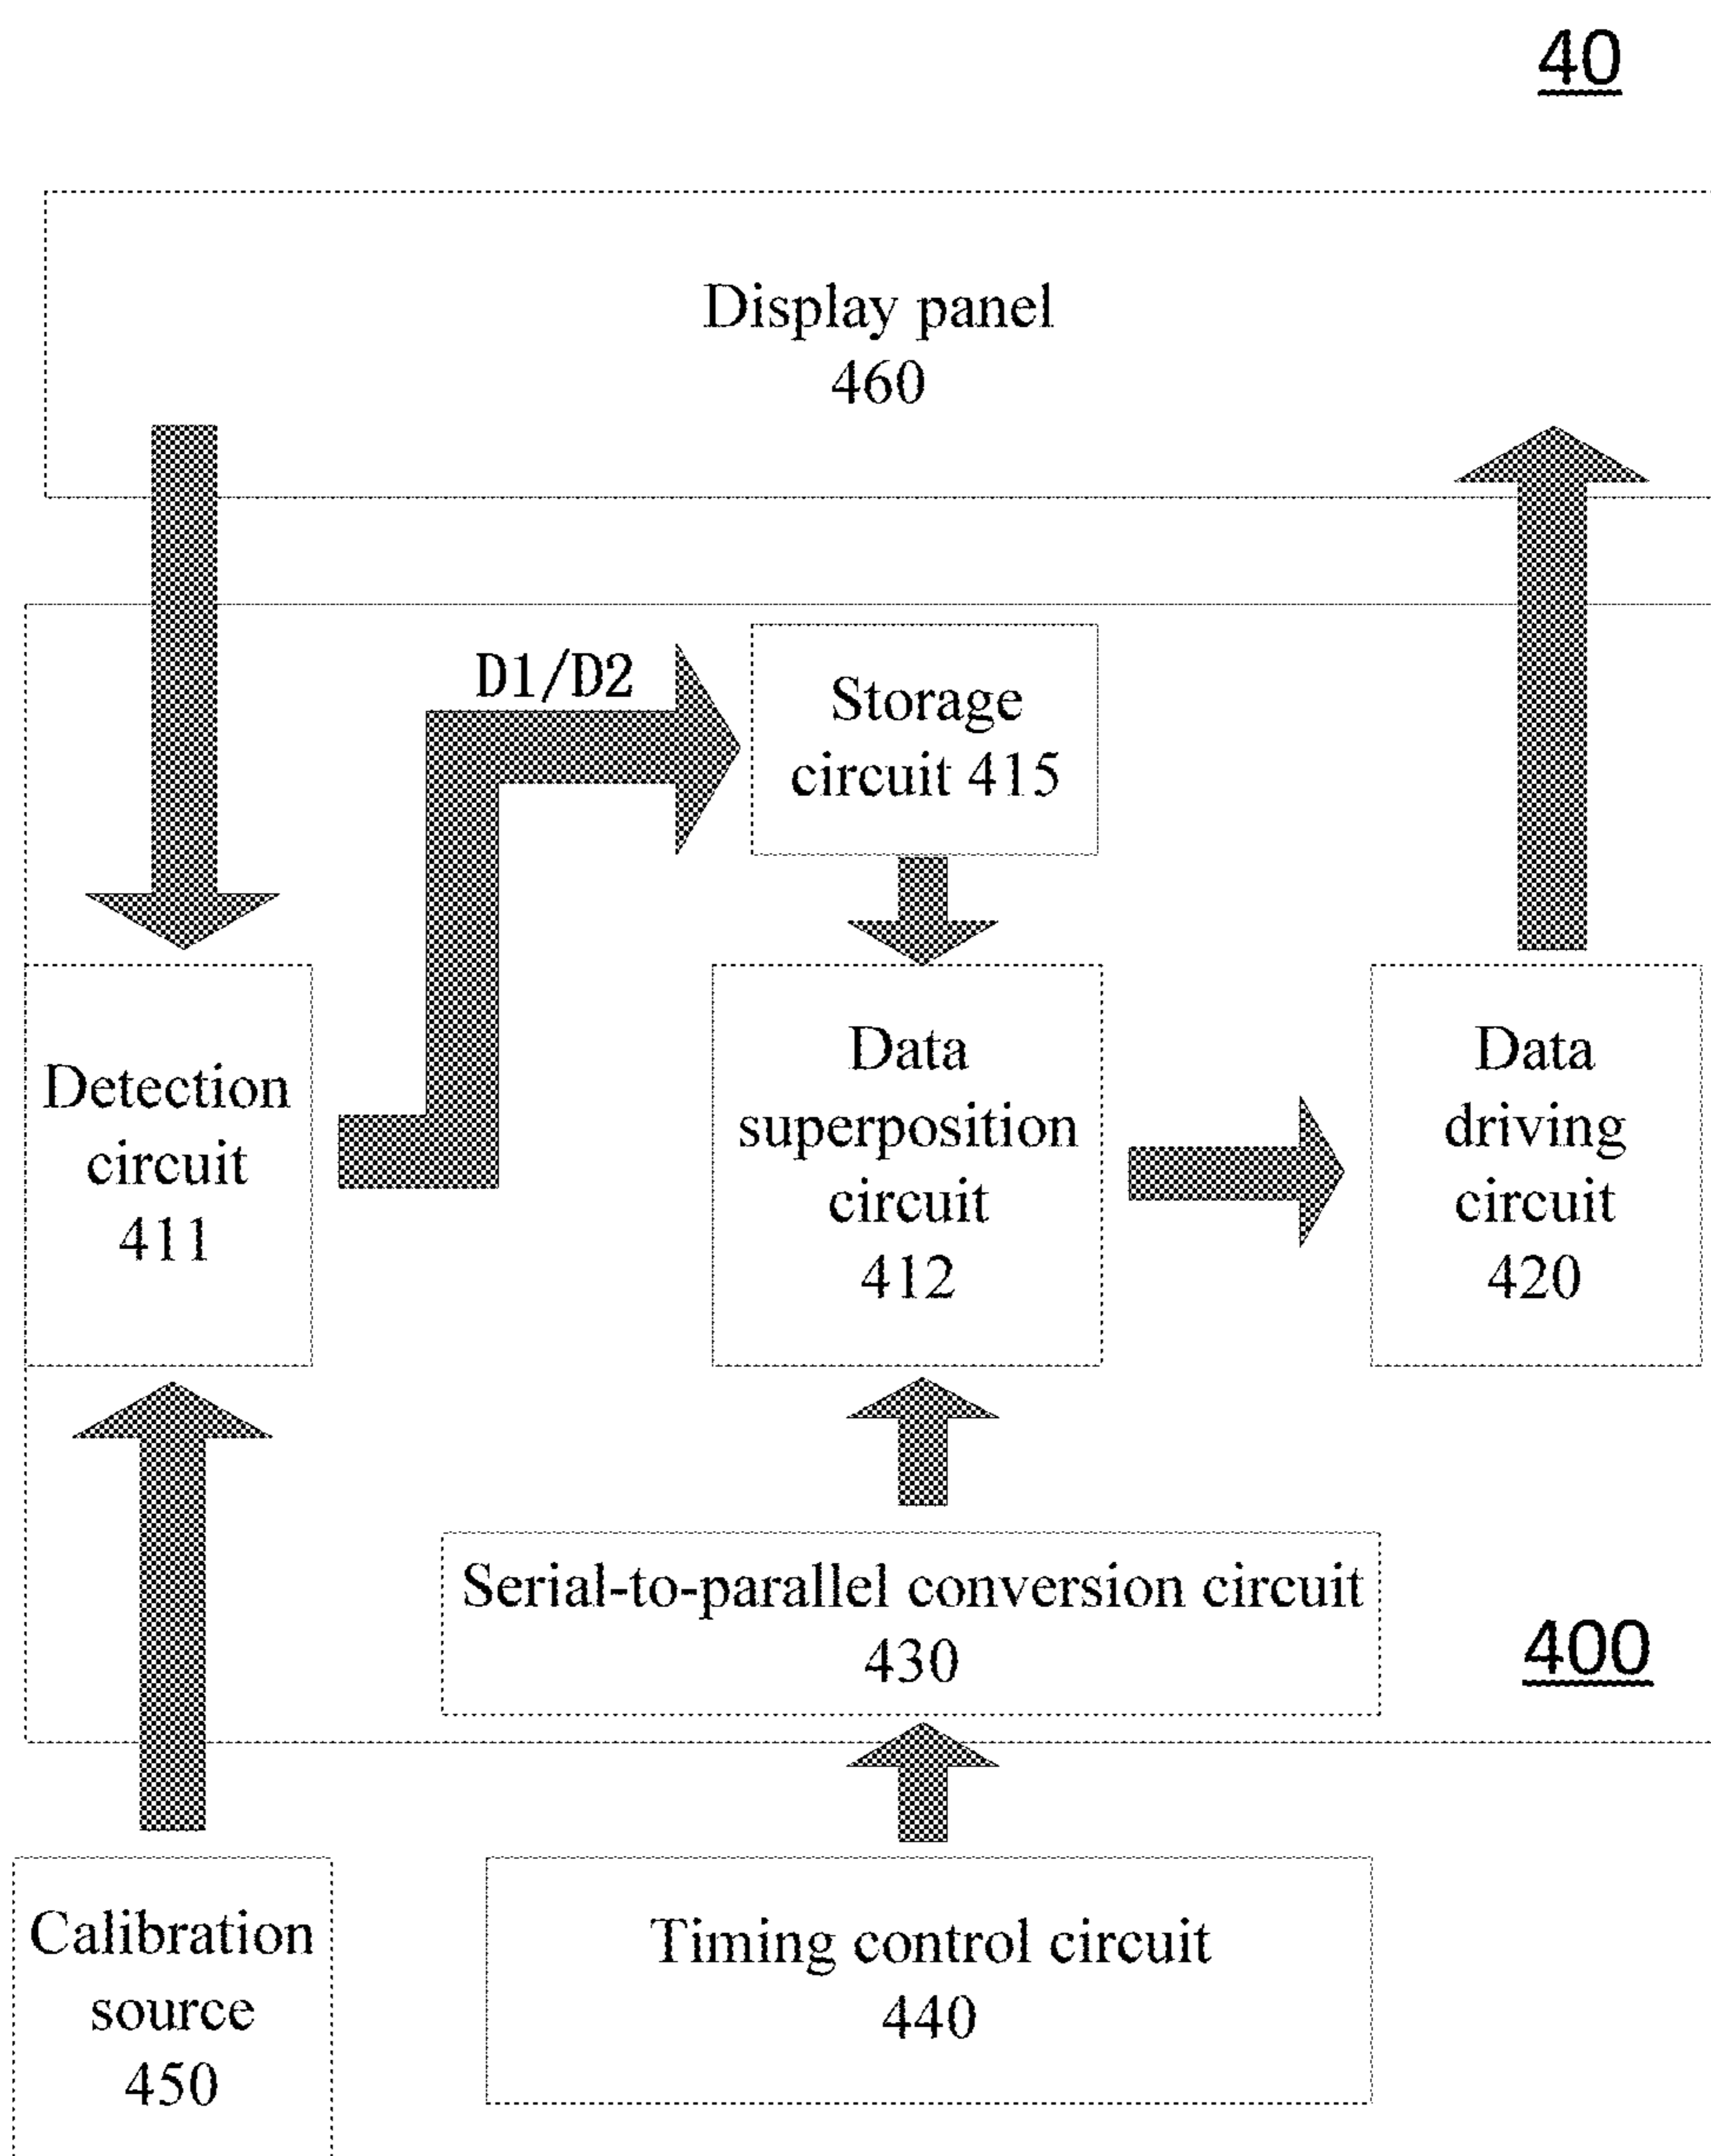 40
Display panel
460
D1/D2
Storage
circuit 415
Detection
circuit
411
Data
superposition
circuit
412
Data
driving
circuit
420
Serial-to-parallel conversion circuit
430
400
Calibration
source
450
Timing control circuit
440